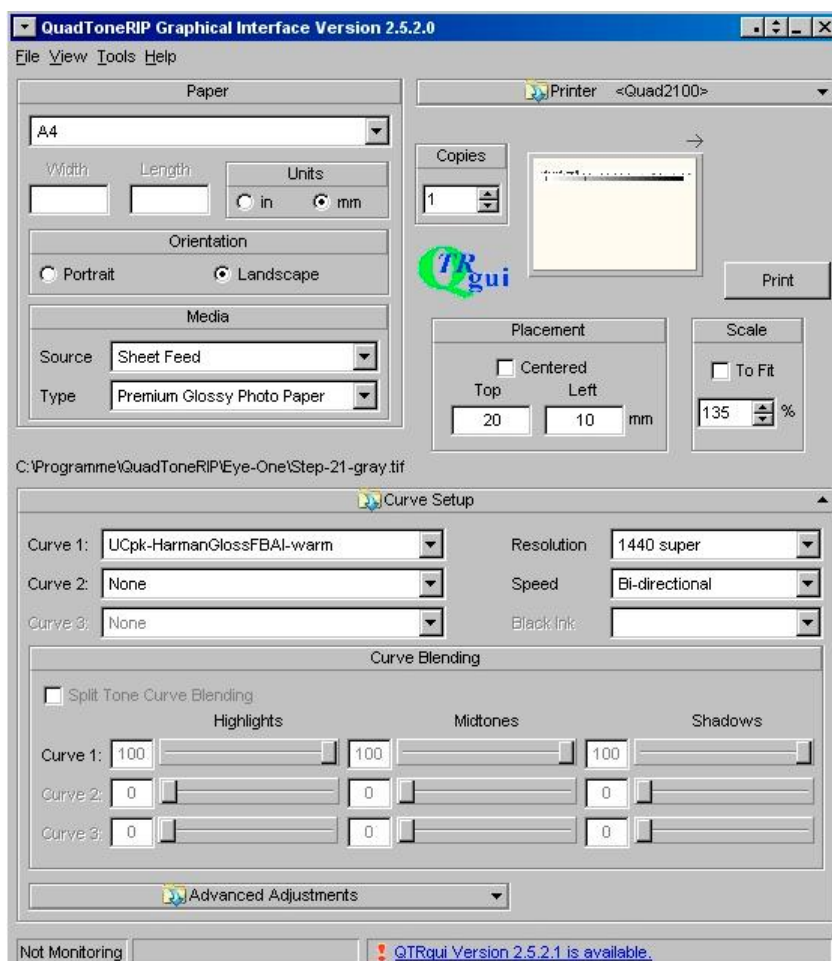 QuadToneRIP Graphical Interface Version 2.5.2.0
File View Tools Help
Paper
A4
Width Length Units
in mm
Orientation
Portrait Landscape
Media
Source Sheet Feed
Type Premium Glossy Photo Paper
Printer <Quad2100>
Copies
1
QTRgui
Print
Placement
Centered
Top Left
20 10 mm
Scale
To Fit
135 %
C:\Programme\QuadToneRIP\Eye-One\Step-21-gray.tif
Curve Setup
Curve 1: UCpk-HarmanGlossFBAl-warm Resolution 1440 super
Curve 2: None Speed Bi-directional
Curve 3: None Black Ink
Curve Blending
Split Tone Curve Blending
Highlights Midtones Shadows
Curve 1: 100 100 100
Curve 2: 0 0 0
Curve 3: 0 0 0
Advanced Adjustments
Not Monitoring QTRgui Version 2.5.2.1 is available.